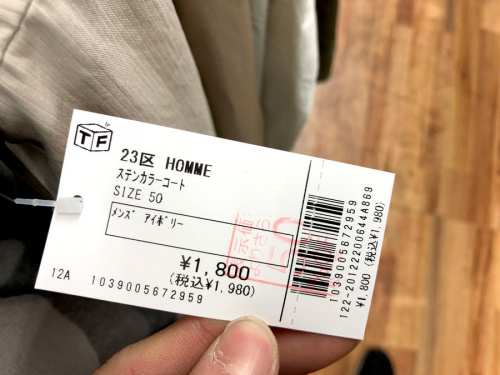 TF
23区 HOMME
ステンカラーコート
SIZE 50
メンズ アイボリー
¥1,800
(税込¥1,980)
12A
1039005672959
1039005672959
122-20122200644A869
¥1,800 (税込¥1,980)